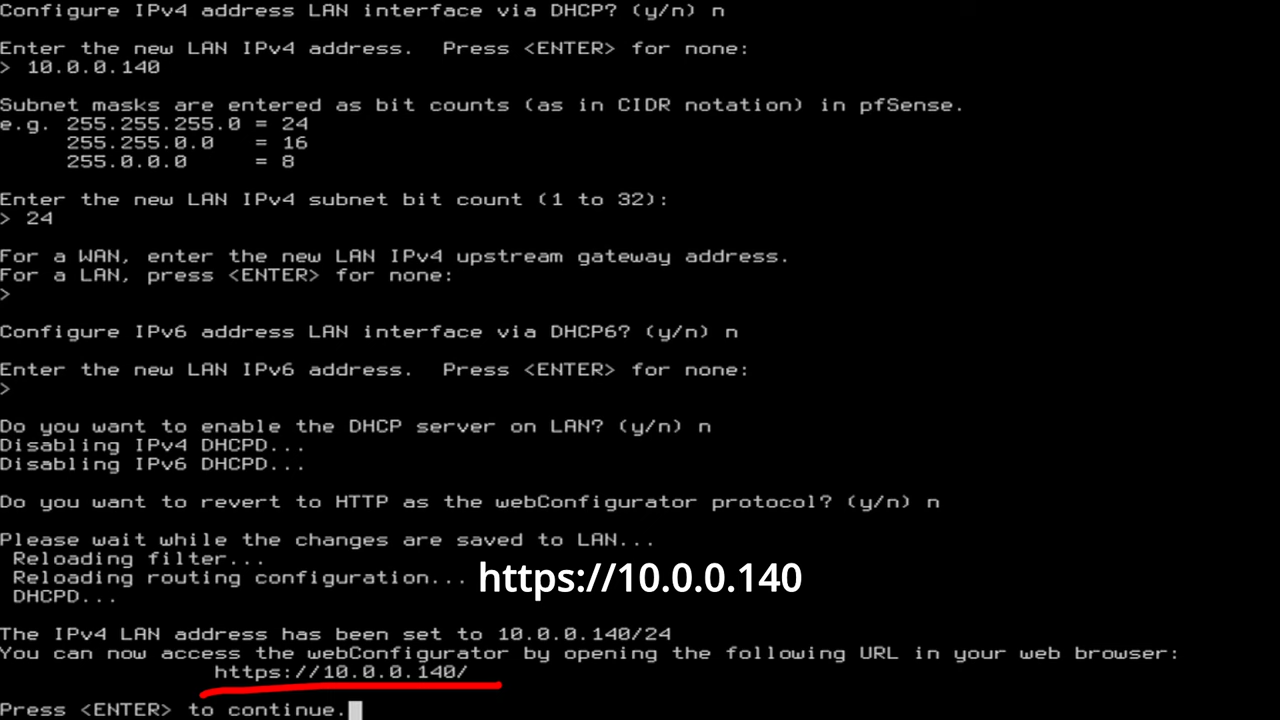 Configure IPv4 address LAN interface via DHCP? (y/n) n
Enter the new LAN IPv4 address.  Press <ENTER> for none:
> 10.0.0.140
Subnet masks are entered as bit counts (as in CIDR notation) in pfSense.
e.g. 255.255.255.0 = 24
     255.255.0.0   = 16
     255.0.0.0     = 8
Enter the new LAN IPv4 subnet bit count (1 to 32):
> 24
For a WAN, enter the new LAN IPv4 upstream gateway address.
For a LAN, press <ENTER> for none:
>
Configure IPv6 address LAN interface via DHCP6? (y/n) n
Enter the new LAN IPv6 address.  Press <ENTER> for none:
>
Do you want to enable the DHCP server on LAN? (y/n) n
Disabling IPv4 DHCPD...
Disabling IPv6 DHCPD...
Do you want to revert to HTTP as the webConfigurator protocol? (y/n) n
Please wait while the changes are saved to LAN...
 Reloading filter...
 Reloading routing configuration...
 DHCPD...
https://10.0.0.140
The IPv4 LAN address has been set to 10.0.0.140/24
You can now access the webConfigurator by opening the following URL in your web browser:
                https://10.0.0.140/
Press <ENTER> to continue.